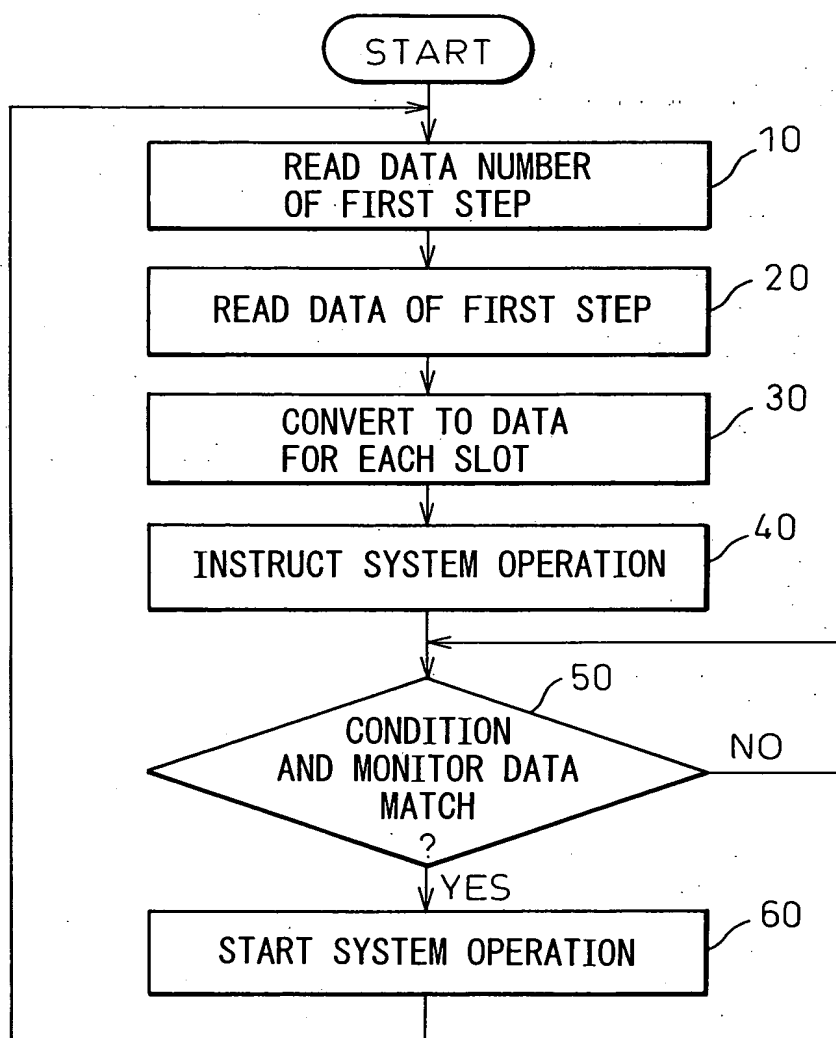 START
10
READ DATA NUMBER
OF FIRST STEP
20
READ DATA OF FIRST STEP
30
CONVERT TO DATA
FOR EACH SLOT
40
INSTRUCT SYSTEM OPERATION
50
CONDITION
AND MONITOR DATA
MATCH
?
NO
YES
60
START SYSTEM OPERATION